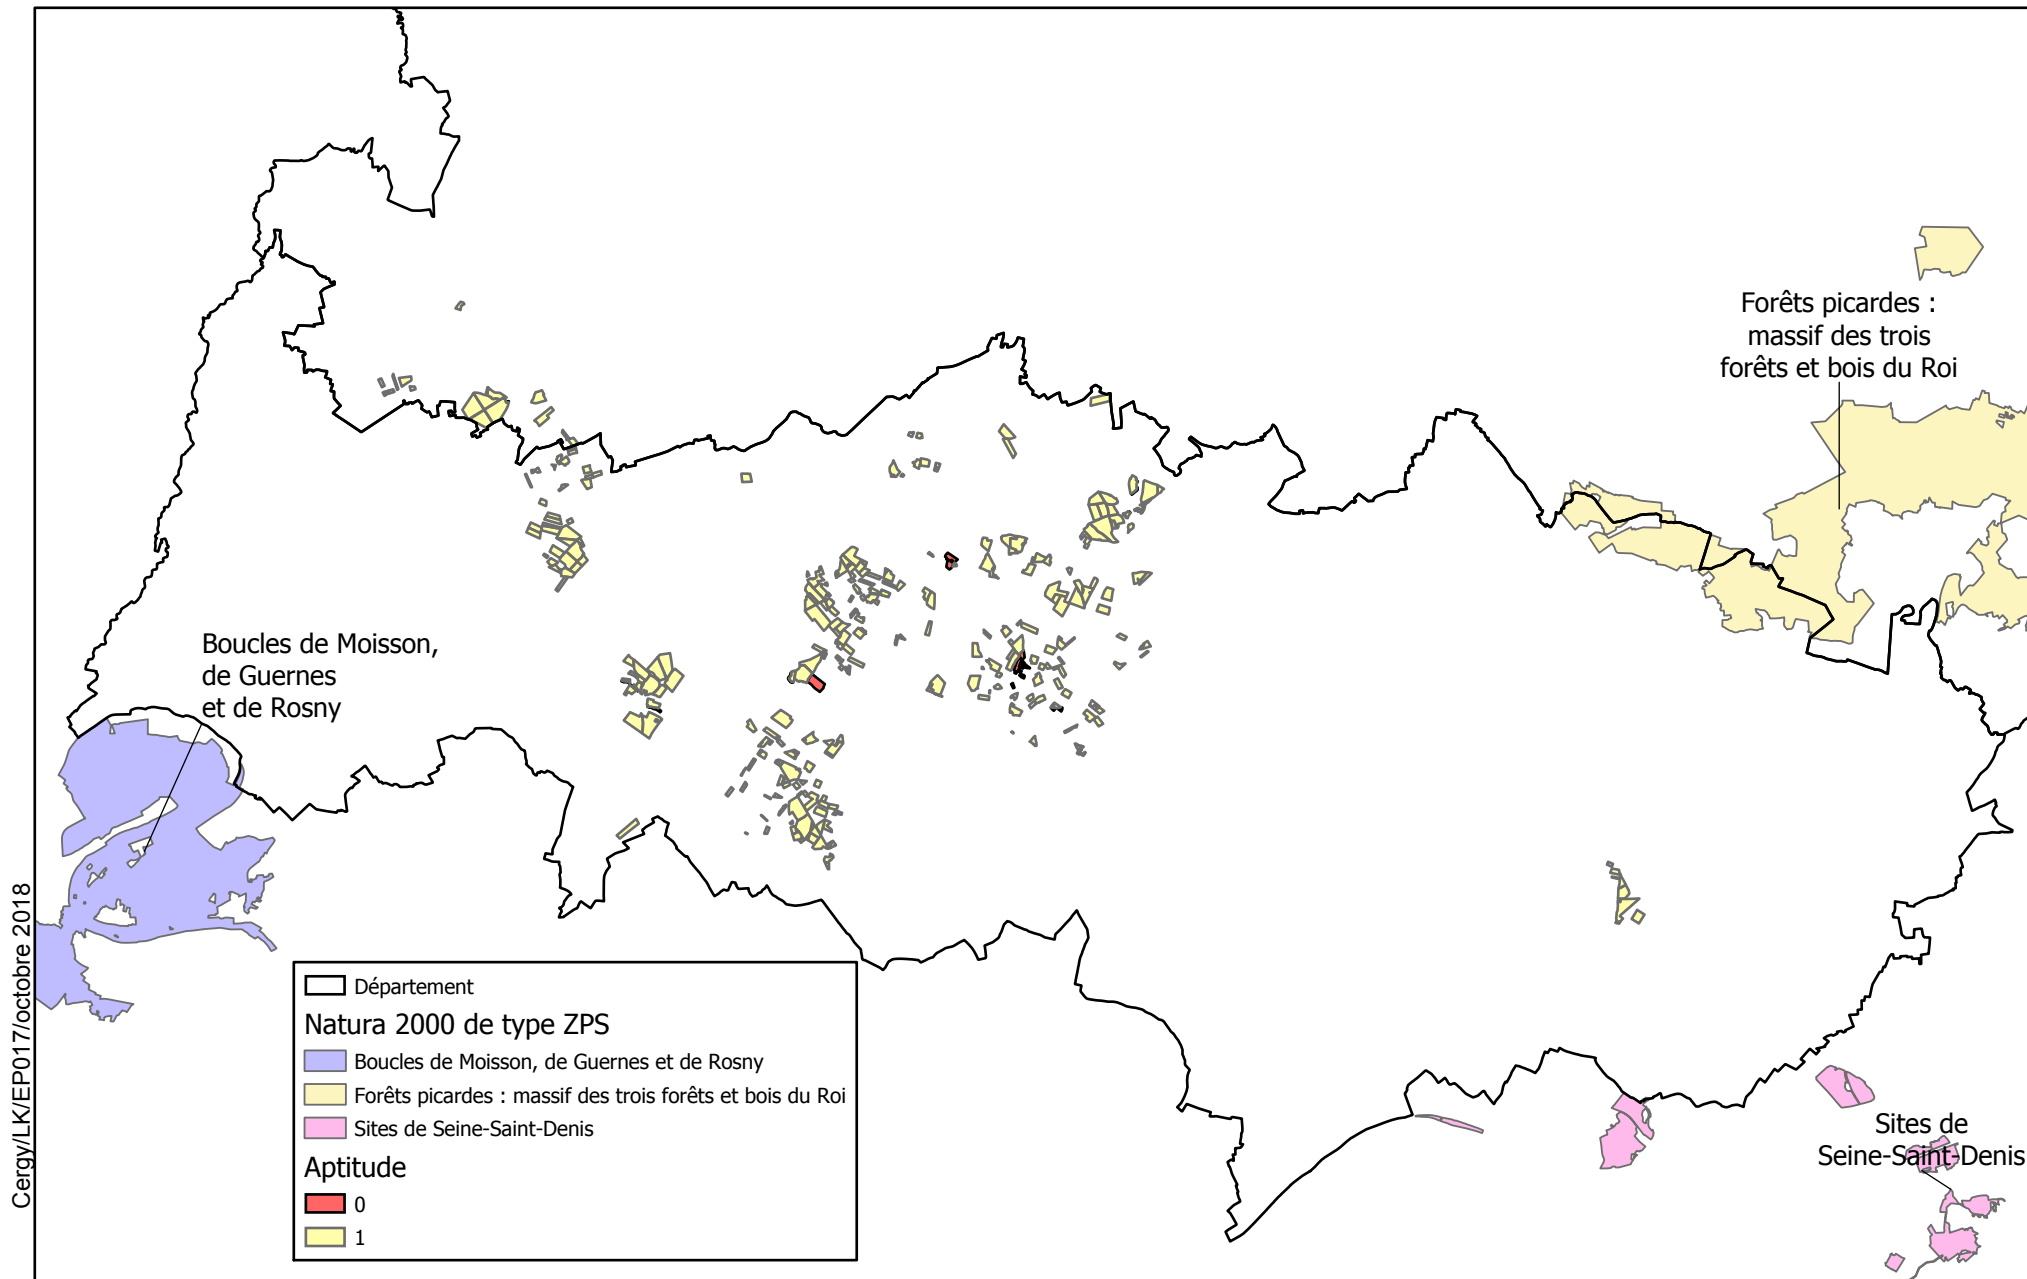 Forêts picardes :
massif des trois
forêts et bois du Roi
Boucles de Moisson,
de Guernes
et de Rosny
Cergy/LK/EP017/octobre 2018
Département
Natura 2000 de type ZPS
Boucles de Moisson, de Guernes et de Rosny
Forêts picardes : massif des trois forêts et bois du Roi
Sites de Seine-Saint-Denis
Aptitude
0
1
Sites de
Seine-Saint-Denis